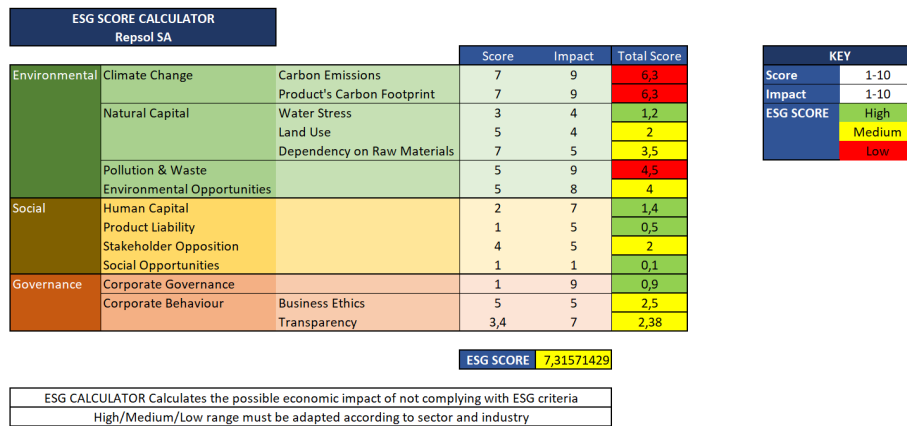 ESG SCORE CALCULATOR
Repsol SA
Score Impact Total Score
Environmental Climate Change Carbon Emissions 7 9 6,3
Product's Carbon Footprint 7 9 6,3
Natural Capital Water Stress 3 4 1,2
Land Use 5 4 2
Dependency on Raw Materials 7 5 3,5
Pollution & Waste 5 9 4,5
Environmental Opportunities 5 8 4
Social Human Capital 2 7 1,4
Product Liability 1 5 0,5
Stakeholder Opposition 4 5 2
Social Opportunities 1 1 0,1
Governance Corporate Governance 1 9 0,9
Corporate Behaviour Business Ethics 5 5 2,5
Transparency 3,4 7 2,38
ESG SCORE 7,31571429
ESG CALCULATOR Calculates the possible economic impact of not complying with ESG criteria
High/Medium/Low range must be adapted according to sector and industry
KEY
Score 1-10
Impact 1-10
ESG SCORE High
Medium
Low